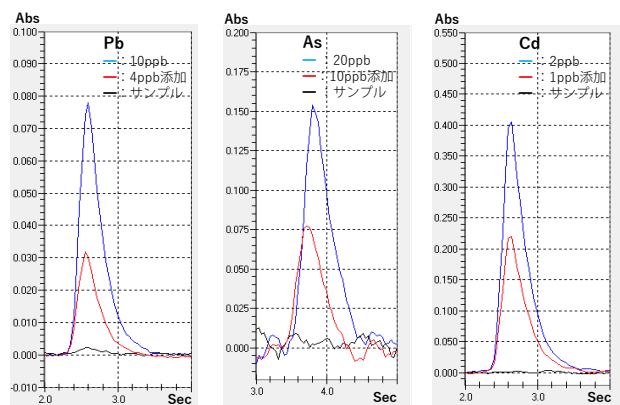 Abs
Pb
: 10ppb
: 4ppb添加
: サンプル
0.100
0.090
0.080
0.070
0.060
0.050
0.040
0.030
0.020
0.010
0.000
-0.010
2.0
3.0
Sec
Abs
As
: 20ppb
: 10ppb添加
: サンプル
0.200
0.175
0.150
0.125
0.100
0.075
0.050
0.025
0.000
3.0
4.0
Sec
Abs
Cd
: 2ppb
: 1ppb添加
: サンプル
0.550
0.500
0.450
0.400
0.350
0.300
0.250
0.200
0.150
0.100
0.050
0.000
2.0
3.0
Sec